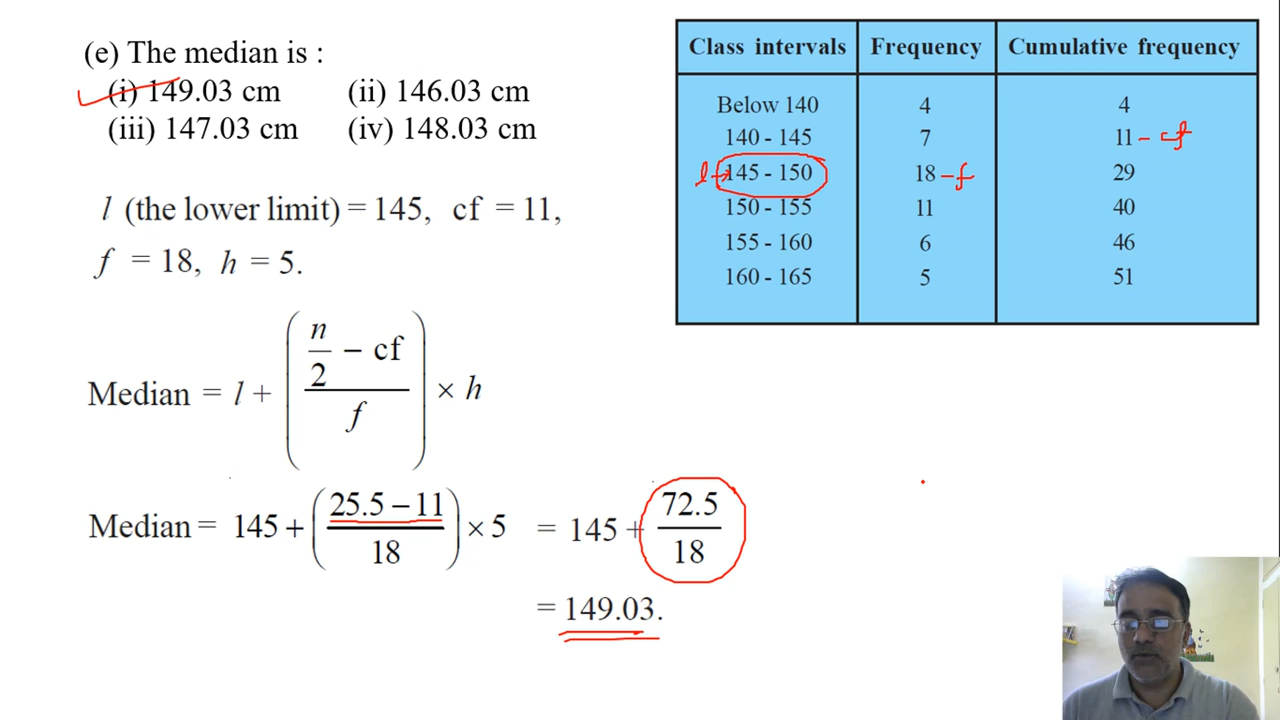 (e) The median is :
(i) 149.03 cm (ii) 146.03 cm
(iii) 147.03 cm (iv) 148.03 cm
l (the lower limit) = 145, cf = 11,
f = 18, h = 5.
Median = l + ( (n/2 − cf) / f ) × h
Median = 145 + ( (25.5 − 11) / 18 ) × 5 = 145 + 72.5 / 18
= 149.03.
Class intervals Frequency Cumulative frequency
Below 140 4 4
140 - 145 7 11 – cf
l → 145 - 150 18 – f 29
150 - 155 11 40
155 - 160 6 46
160 - 165 5 51